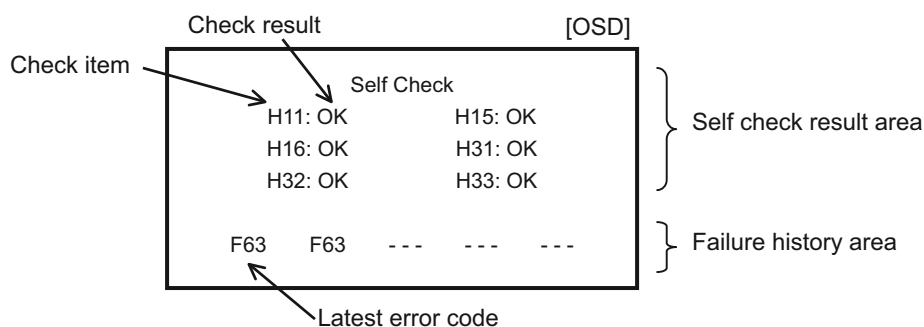 Check result
[OSD]
Check item
Self Check
H11: OK H15: OK
H16: OK H31: OK
H32: OK H33: OK
Self check result area
F63 F63 - - - - - - - - -
Failure history area
Latest error code